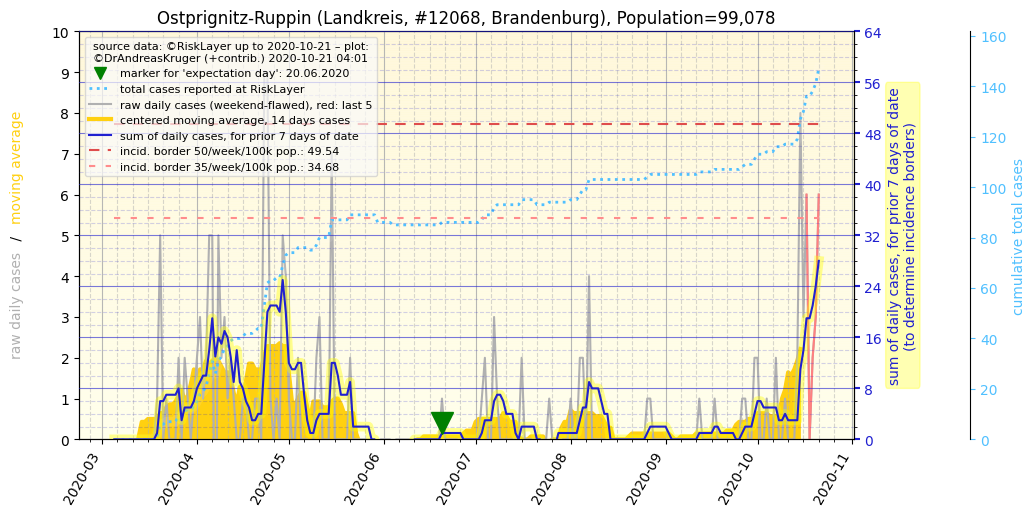 Ostprignitz-Ruppin (Landkreis, #12068, Brandenburg), Population=99,078
source data: ©RiskLayer up to 2020-10-21 – plot:
©DrAndreasKruger (+contrib.) 2020-10-21 04:01
marker for 'expectation day': 20.06.2020
total cases reported at RiskLayer
raw daily cases (weekend-flawed), red: last 5
centered moving average, 14 days cases
sum of daily cases, for prior 7 days of date
incid. border 50/week/100k pop.: 49.54
incid. border 35/week/100k pop.: 34.68
raw daily cases / moving average
10
9
8
7
6
5
4
3
2
1
0
2020-03
2020-04
2020-05
2020-06
2020-07
2020-08
2020-09
2020-10
2020-11
64
56
48
40
32
24
16
8
0
sum of daily cases, for prior 7 days of date
(to determine incidence borders)
160
140
120
100
80
60
40
20
0
cumulative total cases